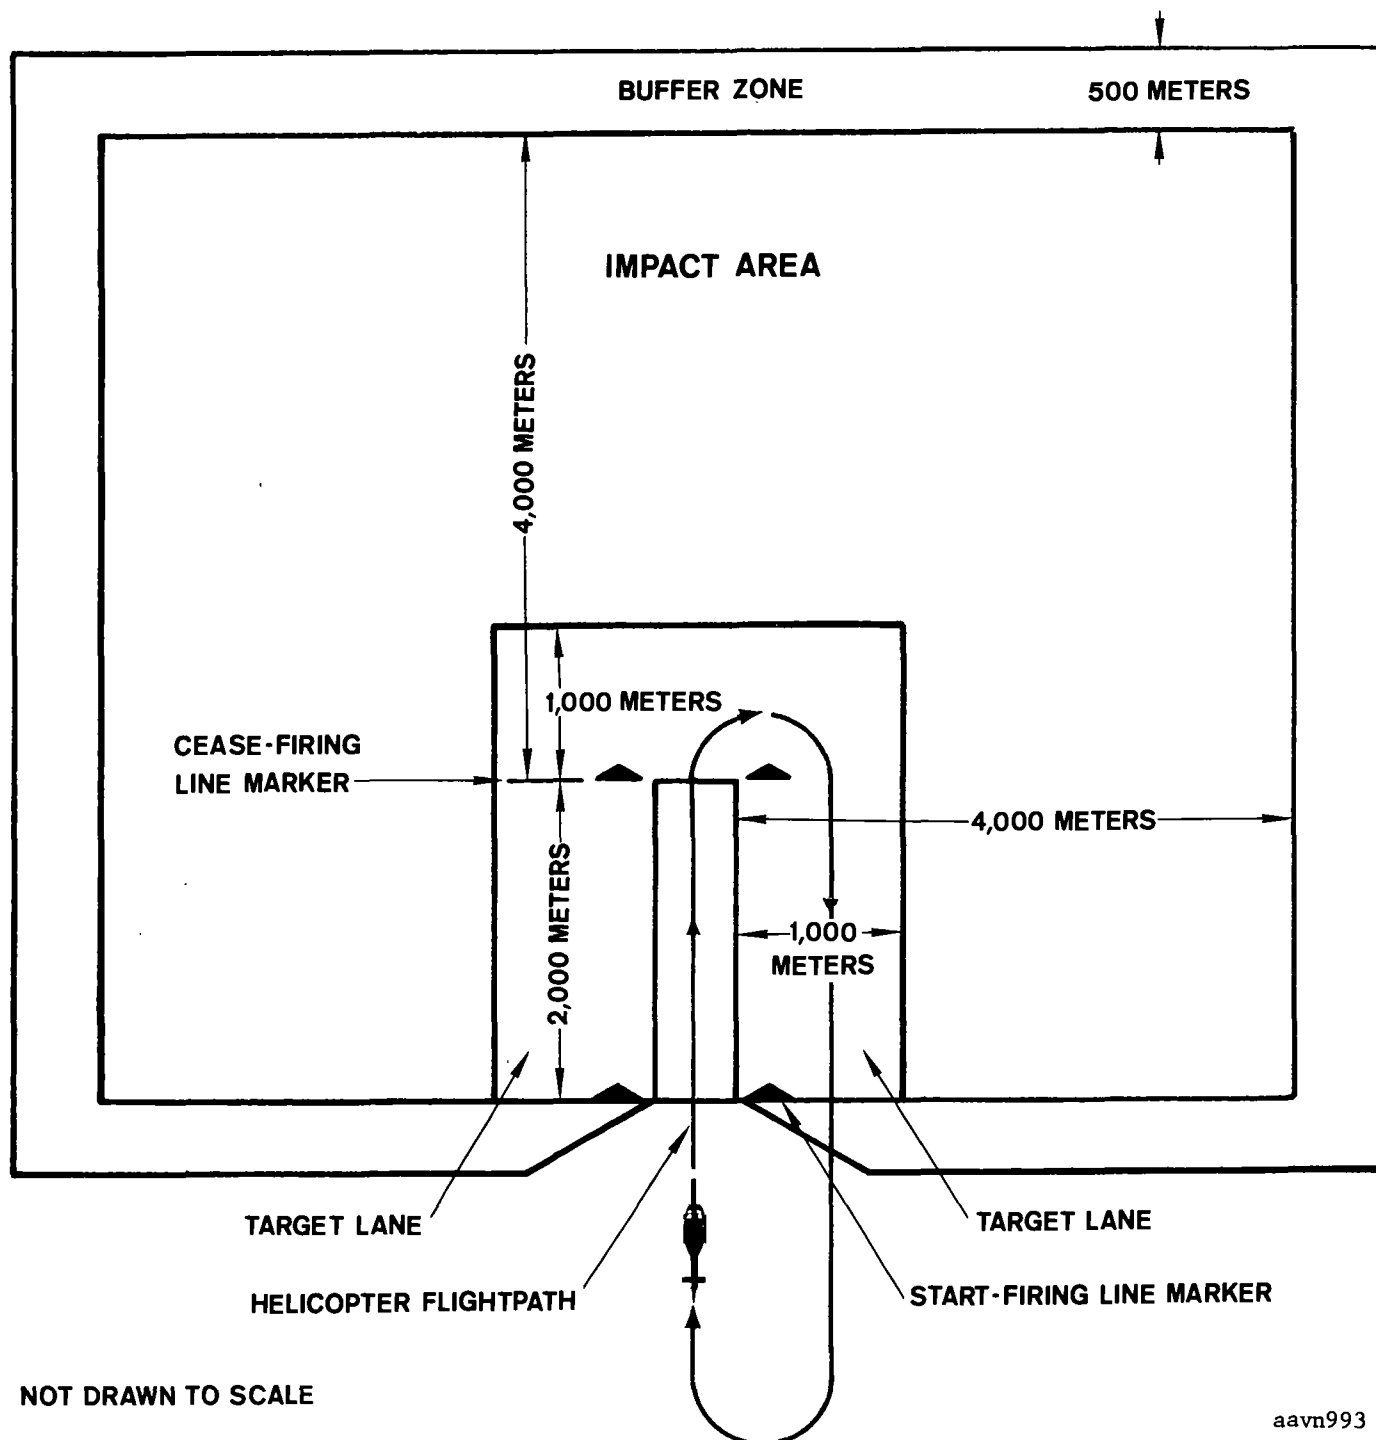 BUFFER ZONE
500 METERS
IMPACT AREA
4,000 METERS
1,000 METERS
CEASE-FIRING
LINE MARKER
4,000 METERS
2,000 METERS
1,000
METERS
TARGET LANE
TARGET LANE
HELICOPTER FLIGHTPATH
START-FIRING LINE MARKER
NOT DRAWN TO SCALE
aavn993